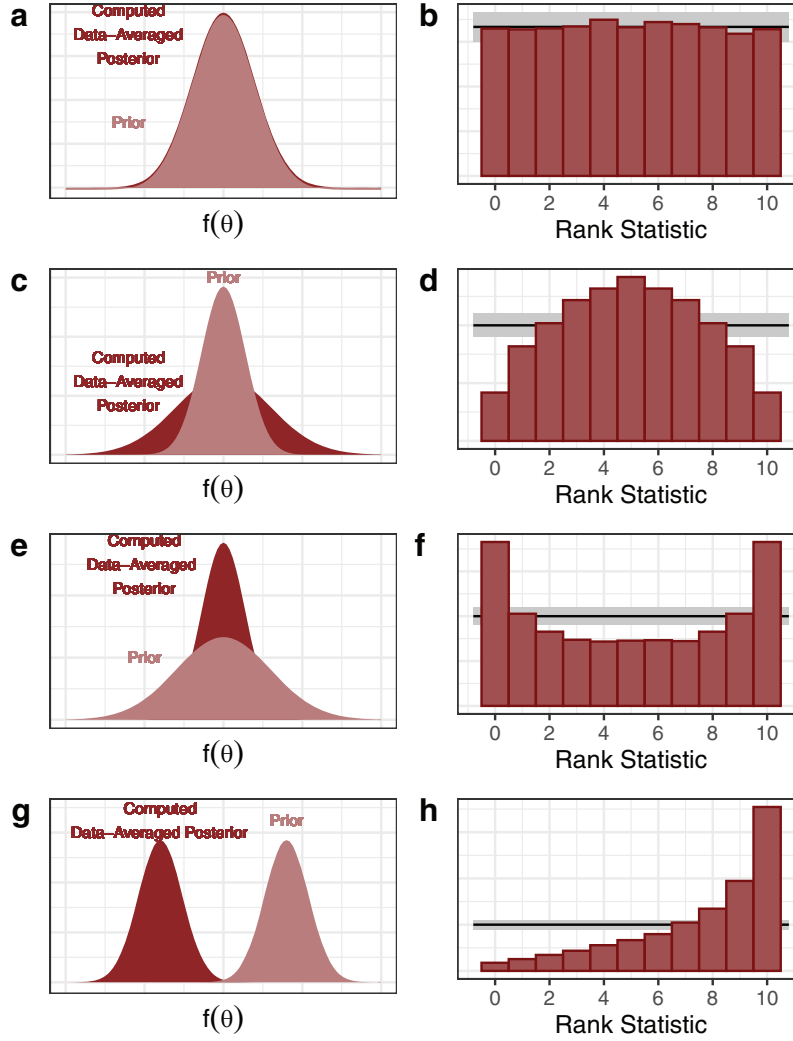 a
Computed
Data–Averaged
Posterior
Prior
f(θ)
b
0 2 4 6 8 10
Rank Statistic
c
Prior
Computed
Data–Averaged
Posterior
f(θ)
d
0 2 4 6 8 10
Rank Statistic
e
Computed
Data–Averaged
Posterior
Prior
f(θ)
f
0 2 4 6 8 10
Rank Statistic
g
Computed
Data–Averaged Posterior
Prior
f(θ)
h
0 2 4 6 8 10
Rank Statistic